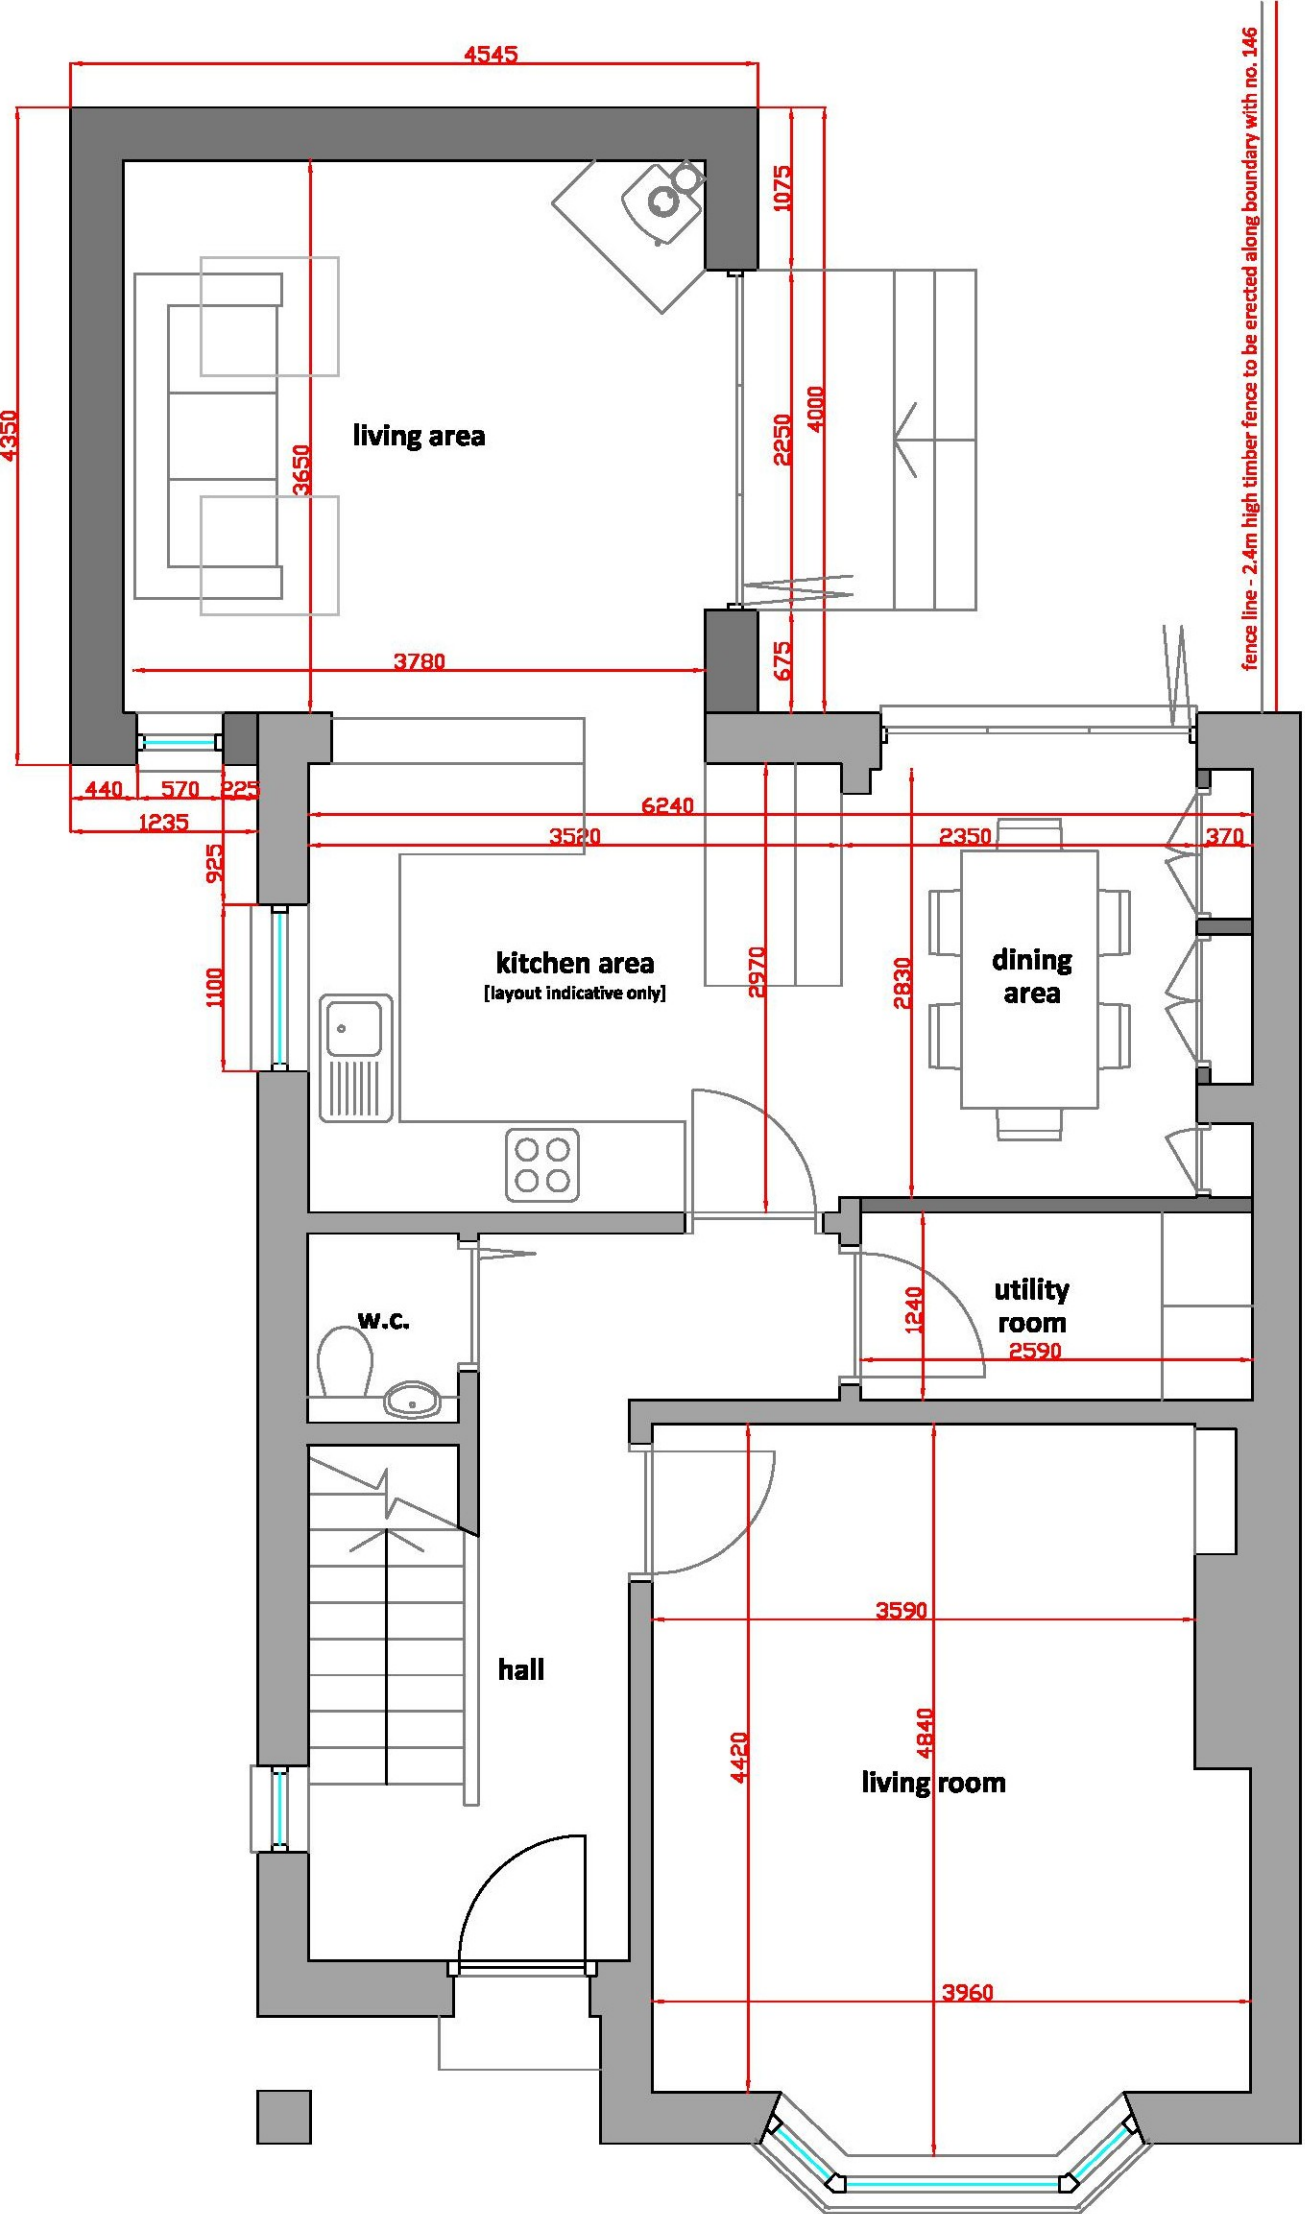 4545
fence line - 2.4m high timber fence to be erected along boundary with no. 146
1075
4350
3650
living area
2250
4000
3780
675
440
570
225
1235
925
6240
3520
2350
370
1100
kitchen area
[layout indicative only]
2970
2830
dining
area
w.c.
1240
utility
room
2590
3590
hall
4420
4840
living room
3960